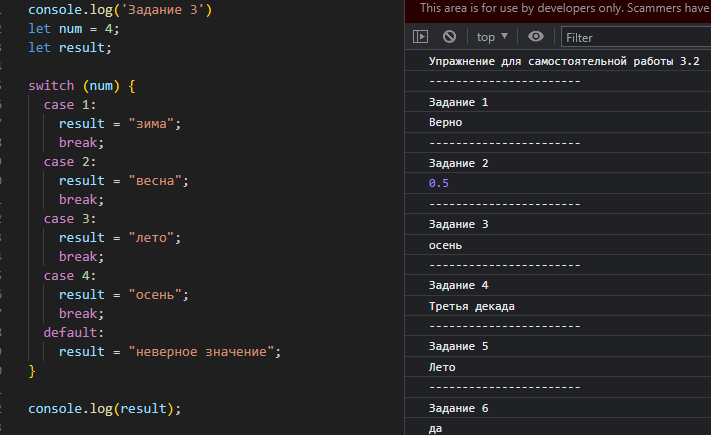 console.log('Задание 3')
let num = 4;
let result;
switch (num) {
case 1:
result = "зима";
break;
case 2:
result = "весна";
break;
case 3:
result = "лето";
break;
case 4:
result = "осень";
break;
default:
result = "неверное значение";
}
console.log(result);
This area is for use by developers only. Scammers have
top
Filter
Упражнение для самостоятельной работы 3.2
-----------------------
Задание 1
Верно
-----------------------
Задание 2
0.5
-----------------------
Задание 3
осень
-----------------------
Задание 4
Третья декада
-----------------------
Задание 5
Лето
-----------------------
Задание 6
да